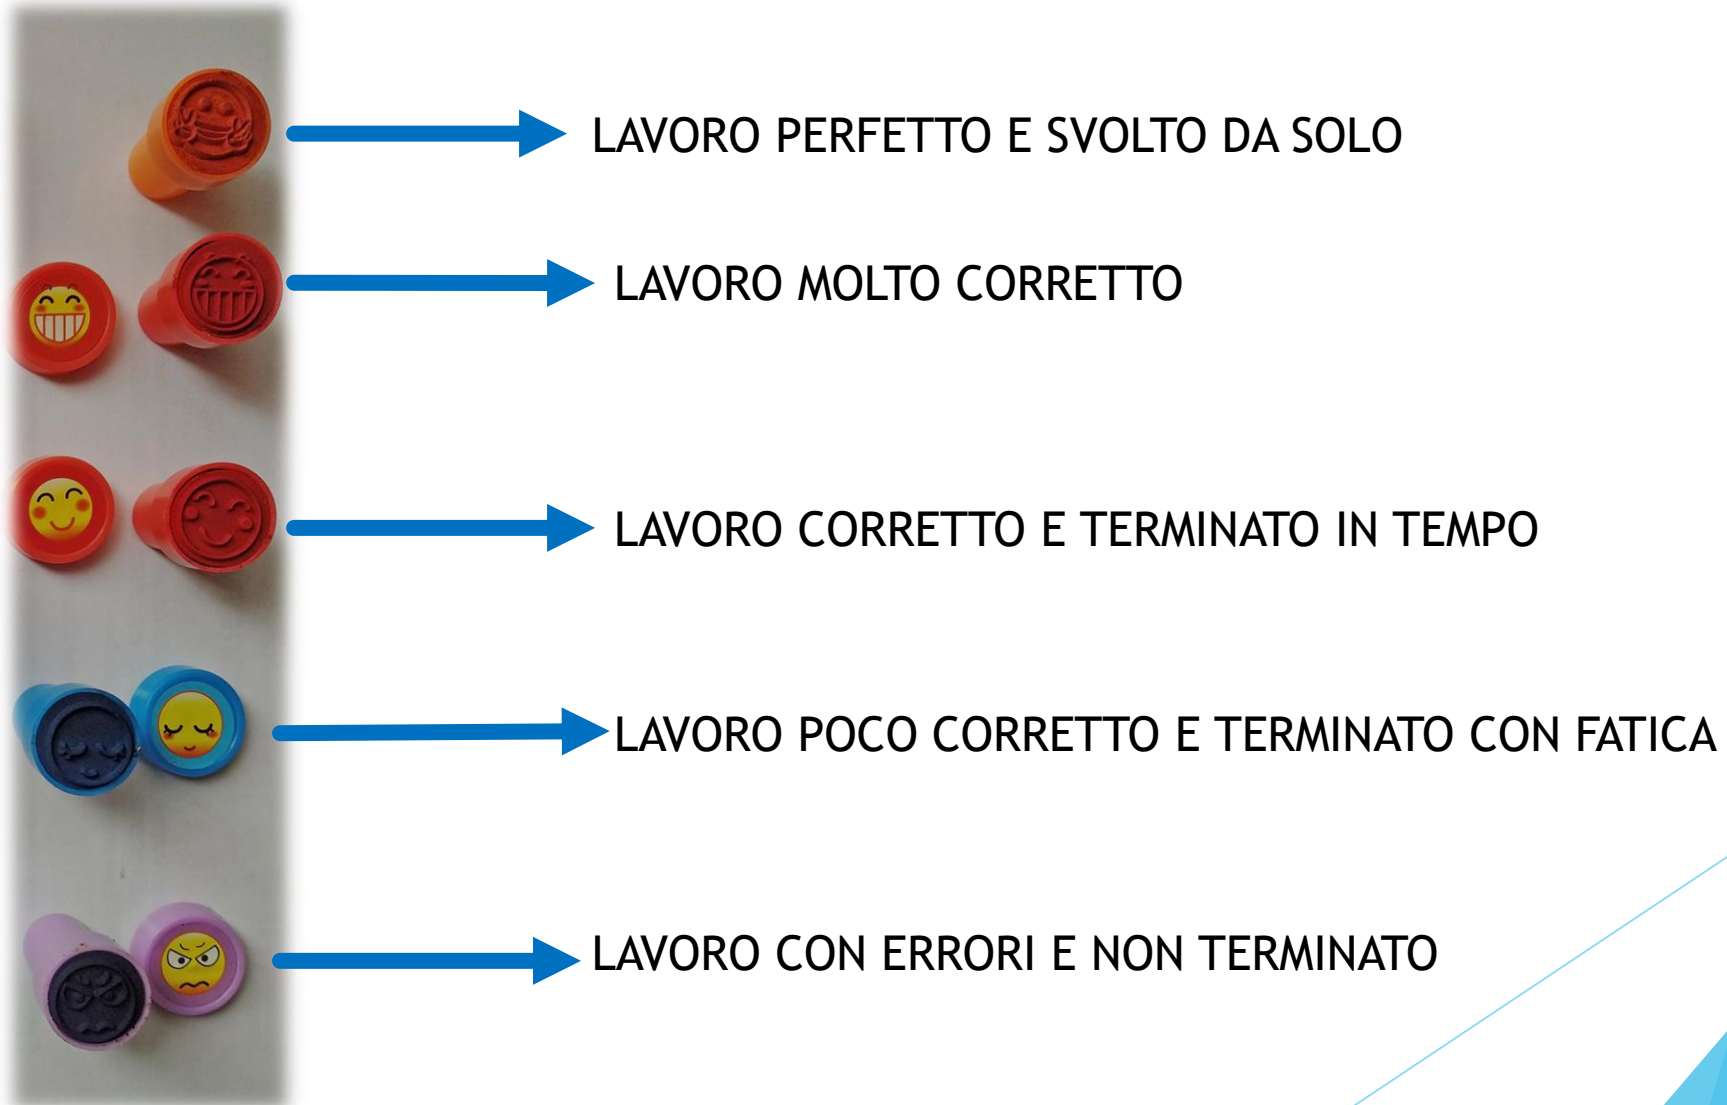 LAVORO PERFETTO E SVOLTO DA SOLO
LAVORO MOLTO CORRETTO
LAVORO CORRETTO E TERMINATO IN TEMPO
LAVORO POCO CORRETTO E TERMINATO CON FATICA
LAVORO CON ERRORI E NON TERMINATO